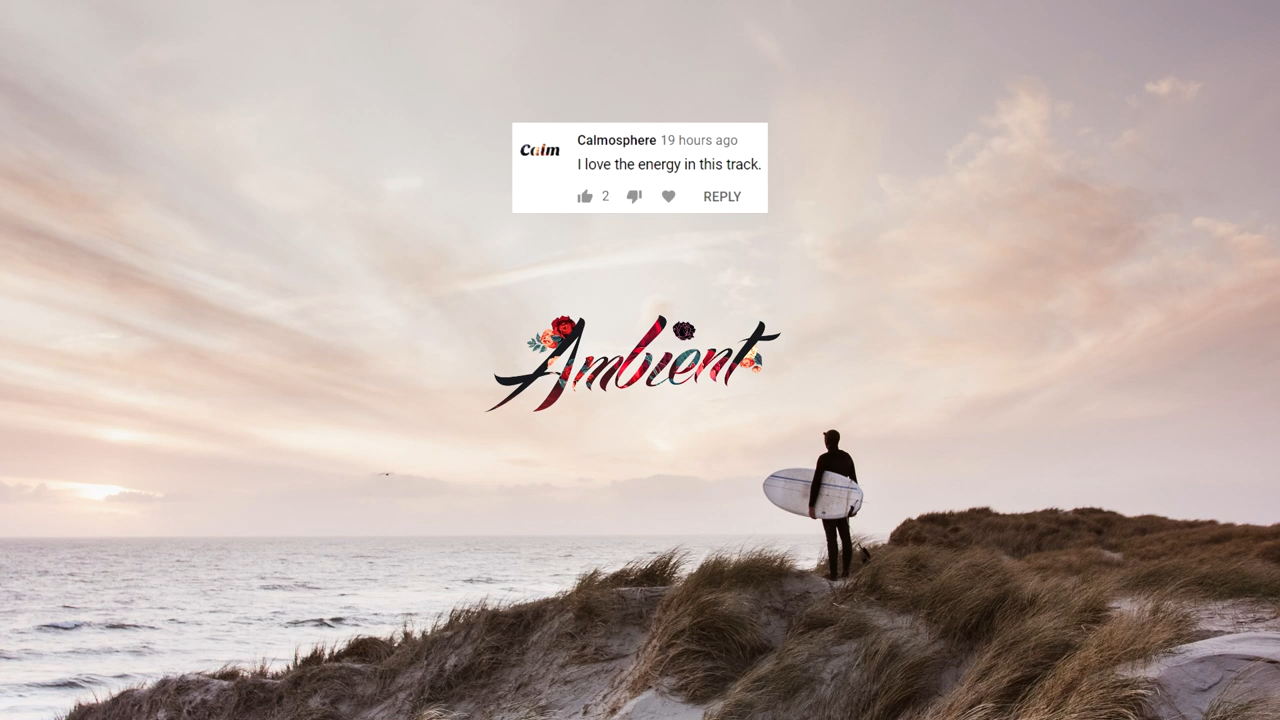 Calm
Calmosphere 19 hours ago
I love the energy in this track.
2
REPLY
Ambient